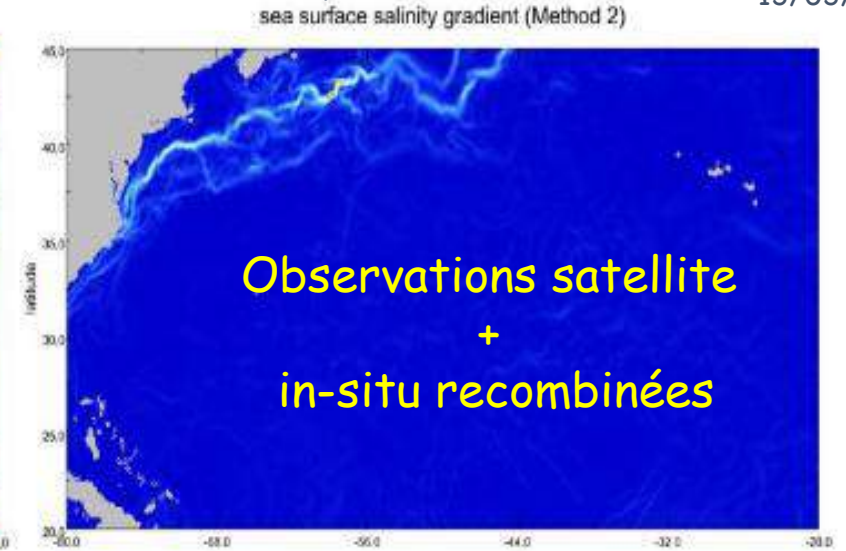 sea surface salinity gradient (Method 2)
45,0
40,0
35,0
30,0
25,0
20,0
latitude
Observations satellite
+
in-situ recombinées
-80.0 -68.0 -56.0 -44.0 -32.0 -20.0